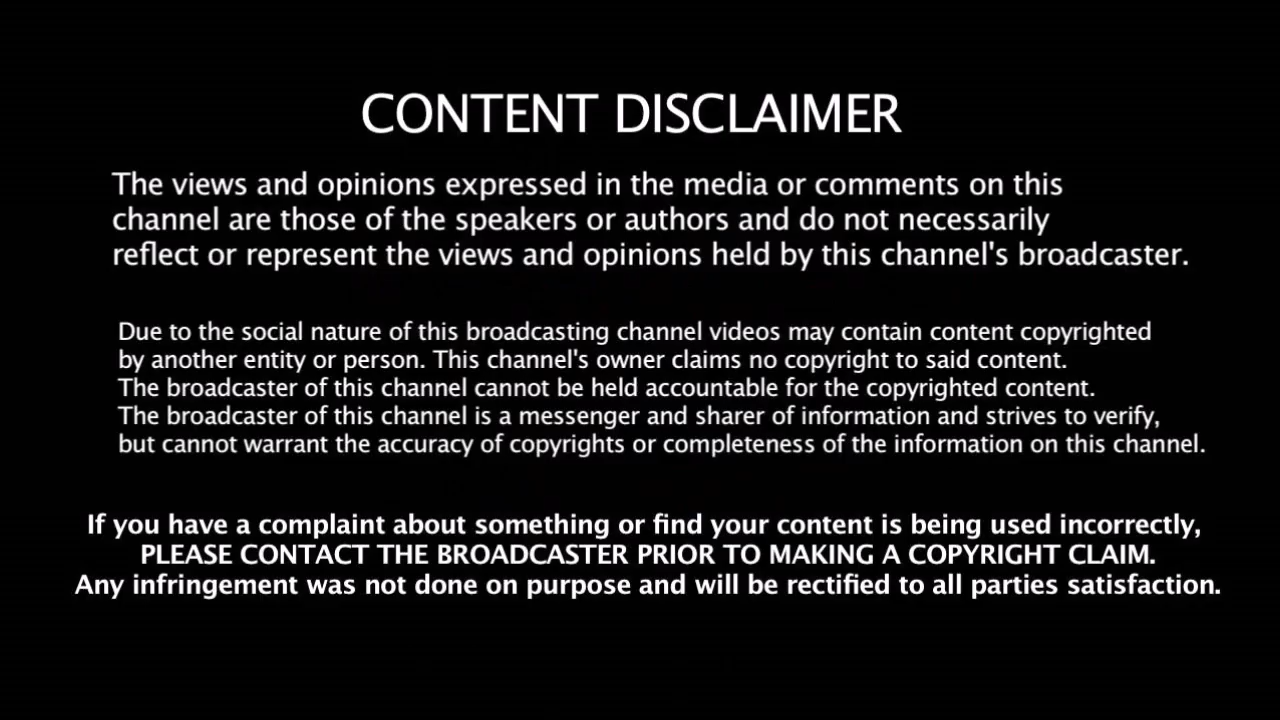 CONTENT DISCLAIMER
The views and opinions expressed in the media or comments on this
channel are those of the speakers or authors and do not necessarily
reflect or represent the views and opinions held by this channel's broadcaster.
Due to the social nature of this broadcasting channel videos may contain content copyrighted
by another entity or person. This channel's owner claims no copyright to said content.
The broadcaster of this channel cannot be held accountable for the copyrighted content.
The broadcaster of this channel is a messenger and sharer of information and strives to verify,
but cannot warrant the accuracy of copyrights or completeness of the information on this channel.
If you have a complaint about something or find your content is being used incorrectly,
PLEASE CONTACT THE BROADCASTER PRIOR TO MAKING A COPYRIGHT CLAIM.
Any infringement was not done on purpose and will be rectified to all parties satisfaction.